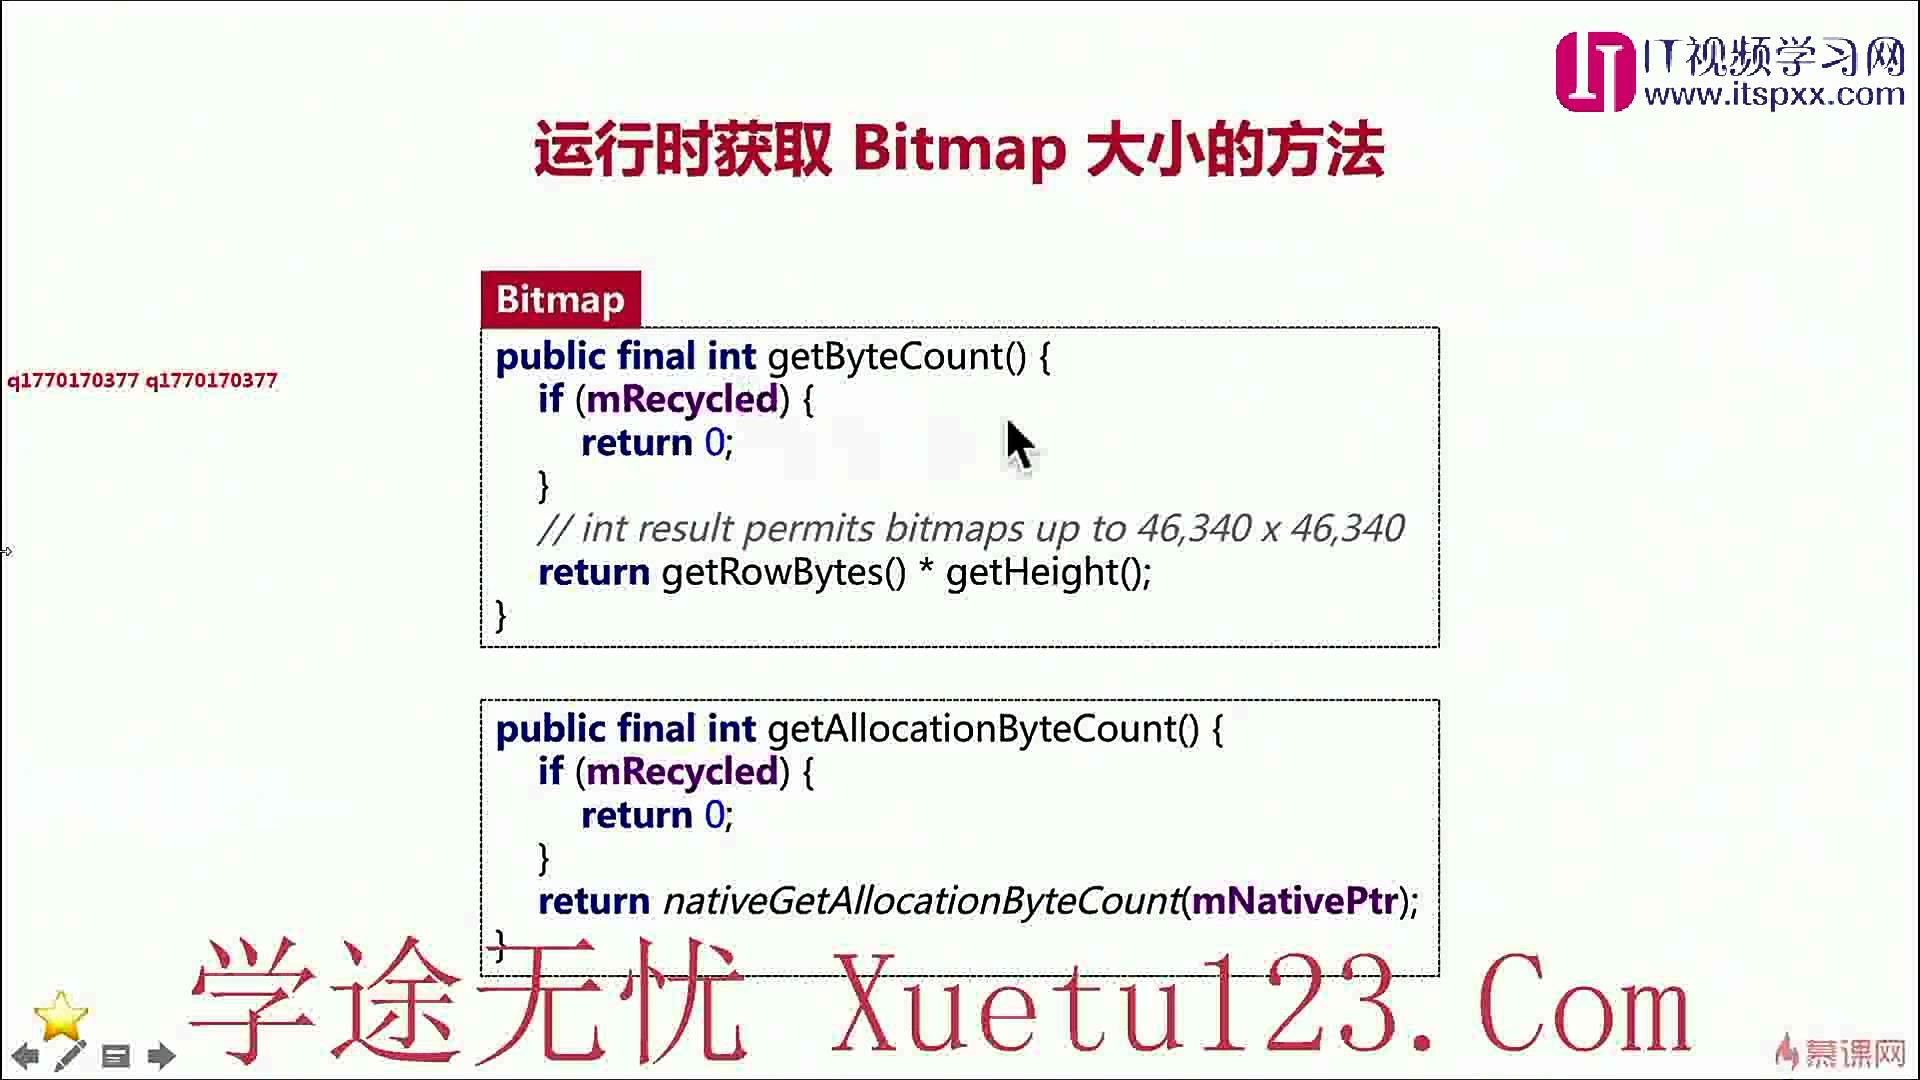 IT视频学习网
www.itspxx.com
运行时获取 Bitmap 大小的方法
Bitmap
public final int getByteCount() {
if (mRecycled) {
return 0;
}
// int result permits bitmaps up to 46,340 x 46,340
return getRowBytes() * getHeight();
}
q1770170377 q1770170377
public final int getAllocationByteCount() {
if (mRecycled) {
return 0;
}
return nativeGetAllocationByteCount(mNativePtr);
}
学途无忧 Xuetu123.Com
慕课网